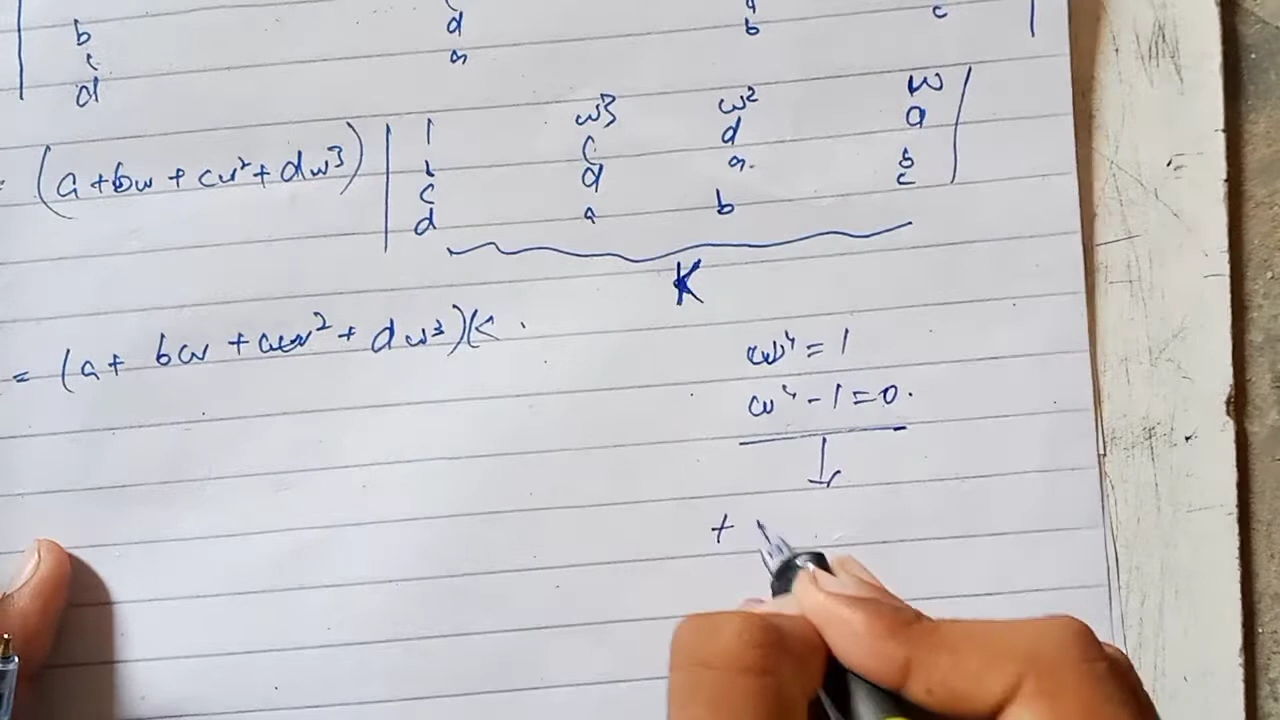 b d b c
c a
d
= (a+bω + cω² + dω³) | 1 ω3 ω² ω |
b c d a
c d a. b
d a b c
K
= (a + bω + cω² + dω³)K.
ω⁴ = 1
ω⁴ - 1 = 0.
+